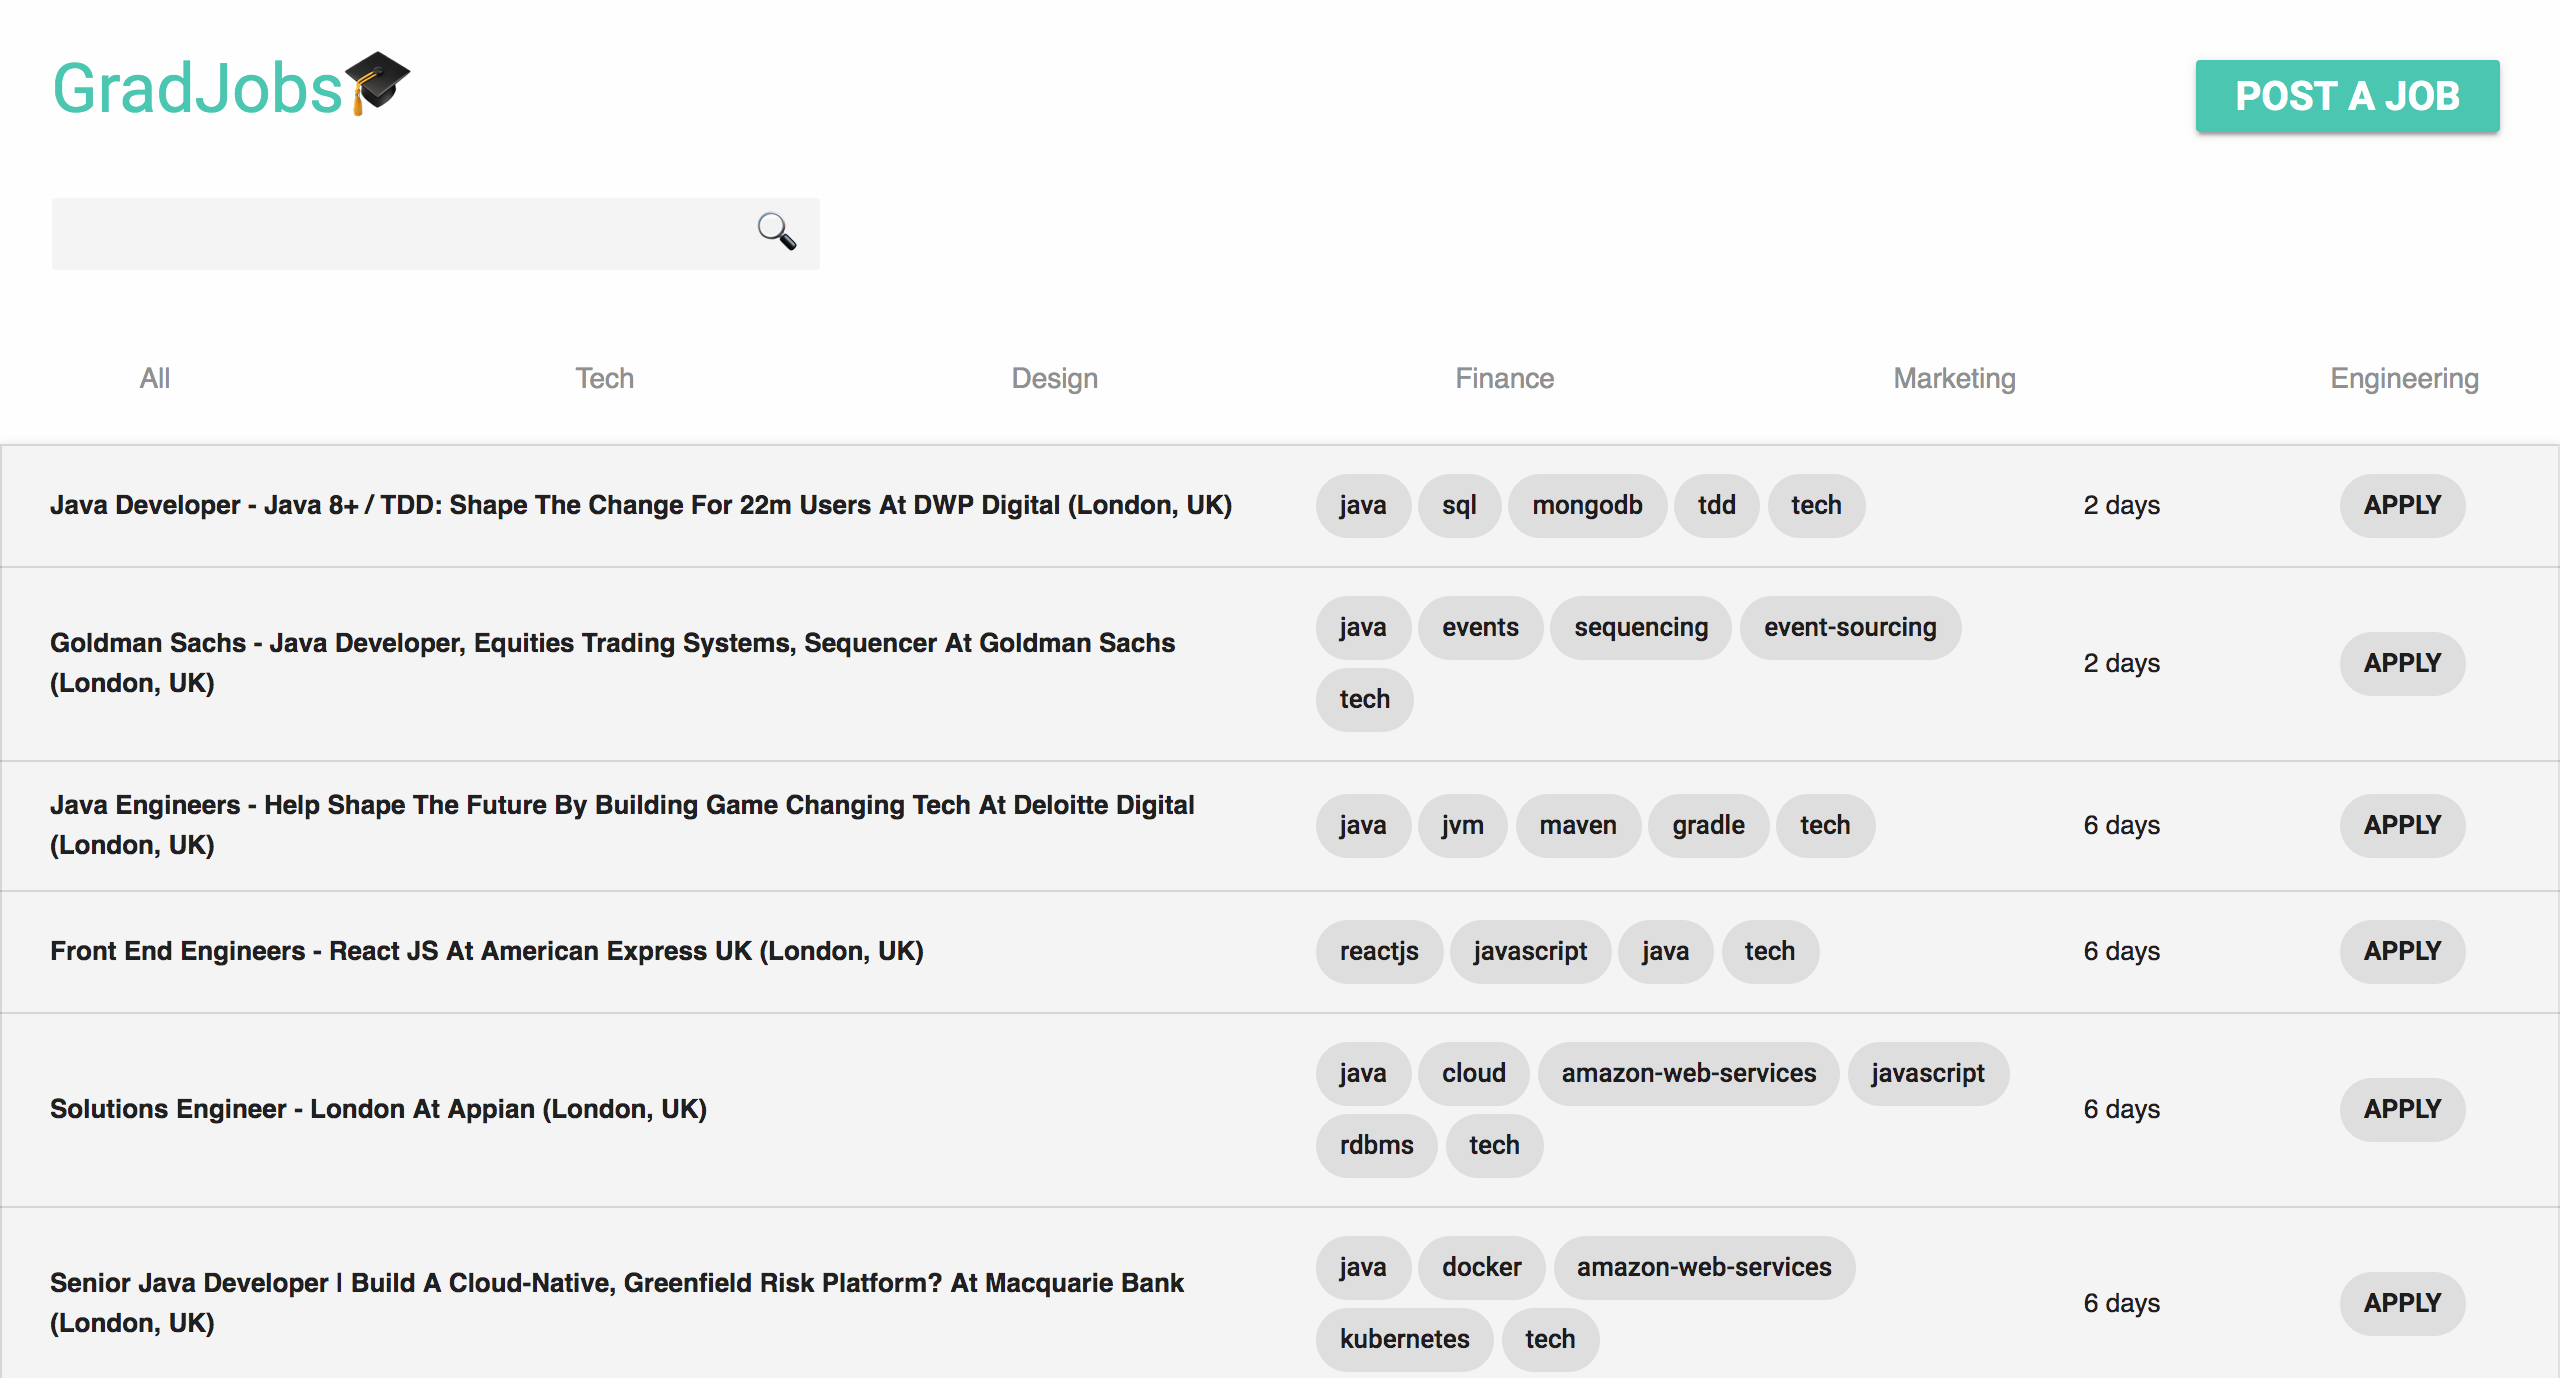 GradJobs
POST A JOB
All Tech Design Finance Marketing Engineering
Java Developer - Java 8+ / TDD: Shape The Change For 22m Users At DWP Digital (London, UK)
java sql mongodb tdd tech
2 days
APPLY
Goldman Sachs - Java Developer, Equities Trading Systems, Sequencer At Goldman Sachs
(London, UK)
java events sequencing event-sourcing
tech
2 days
APPLY
Java Engineers - Help Shape The Future By Building Game Changing Tech At Deloitte Digital
(London, UK)
java jvm maven gradle tech
6 days
APPLY
Front End Engineers - React JS At American Express UK (London, UK)
reactjs javascript java tech
6 days
APPLY
Solutions Engineer - London At Appian (London, UK)
java cloud amazon-web-services javascript
rdbms tech
6 days
APPLY
Senior Java Developer | Build A Cloud-Native, Greenfield Risk Platform? At Macquarie Bank
(London, UK)
java docker amazon-web-services
kubernetes tech
6 days
APPLY